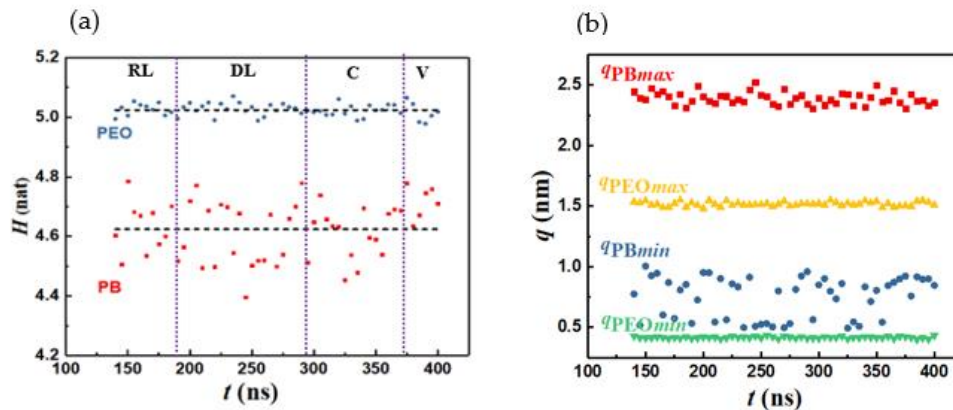 (a)
5.2
5.0
4.8
4.6
4.4
4.2
H (nat)
RL DL C V
PEO
PB
100 150 200 250 300 350 400
t (ns)
(b)
2.5
2.0
1.5
1.0
0.5
q (nm)
qPBmax
qPEOmax
qPBmin
qPEOmin
100 150 200 250 300 350 400
t (ns)